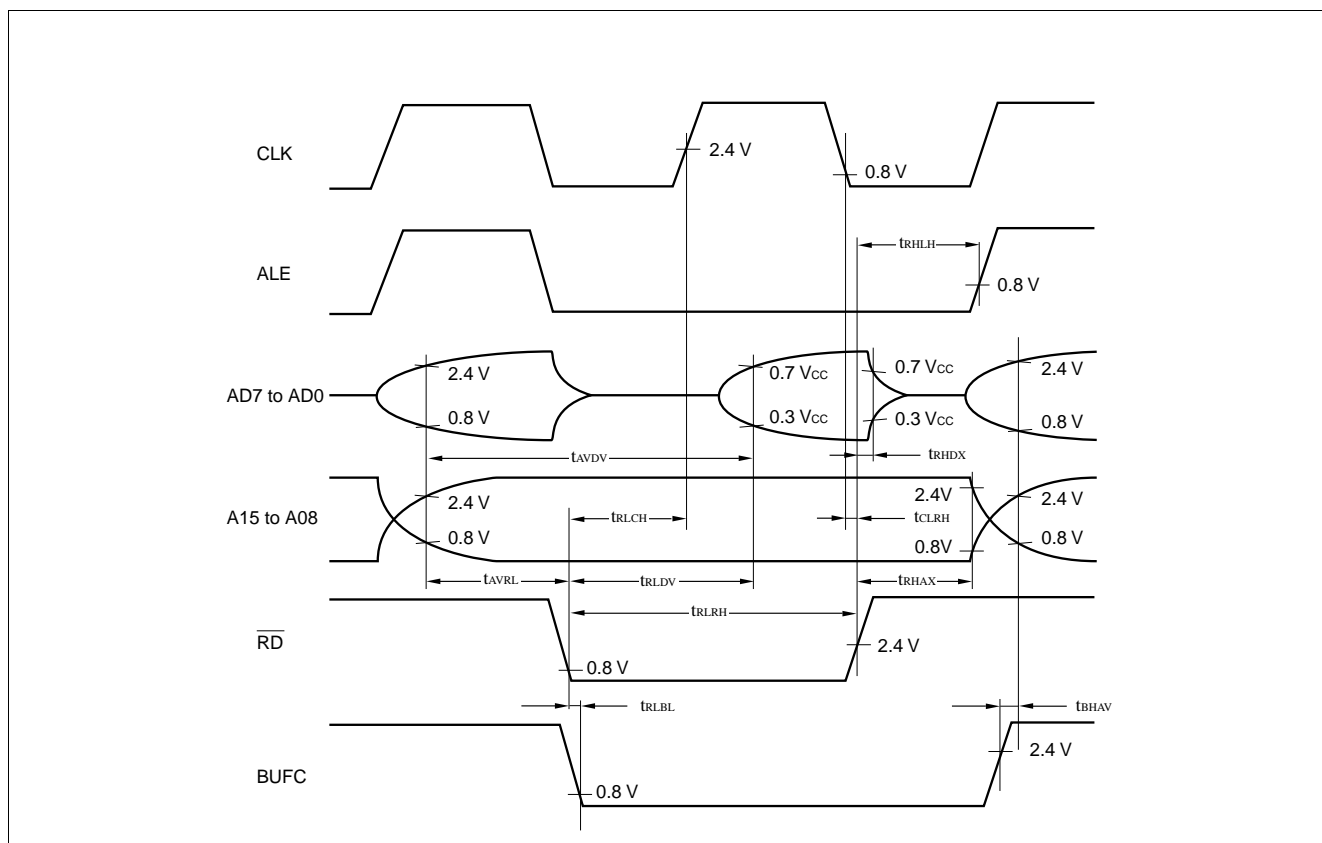 CLK
2.4 V
0.8 V
tRHLH
ALE
0.8 V
AD7 to AD0
2.4 V
0.8 V
0.7 VCC
0.3 VCC
0.7 VCC
0.3 VCC
2.4 V
0.8 V
tAVDV
tRHDX
A15 to A08
2.4 V
0.8 V
tRLCH
2.4V
0.8V
tCLRH
2.4 V
0.8 V
tAVRL
tRLDV
tRHAX
tRLRH
RD
0.8 V
2.4 V
tRLBL
tBHAV
BUFC
0.8 V
2.4 V